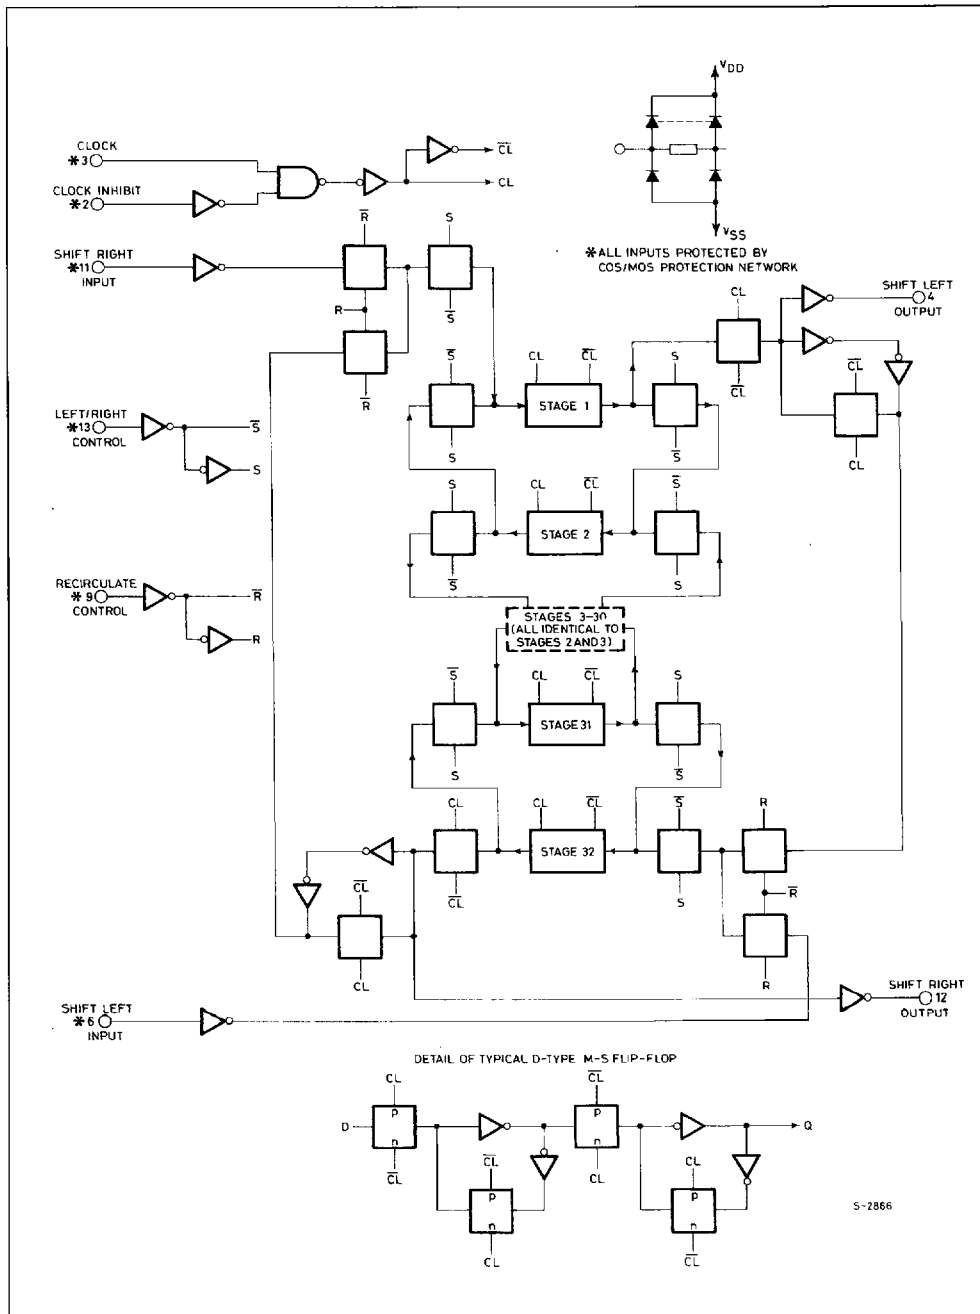 VDD
CLOCK
*3
CL
CLOCK INHIBIT
*2
CL
VSS
*ALL INPUTS PROTECTED BY
COS/MOS PROTECTION NETWORK
R
S
SHIFT RIGHT
*11
INPUT
R
S
R
SHIFT LEFT
4
OUTPUT
CL
CL
S
CL
CL
STAGE 1
S
S
S
CL
CL
LEFT/RIGHT
*13
CONTROL
S
S
S
CL
CL
STAGE 2
S
S
S
RECIRCULATE
*9
CONTROL
R
R
STAGES 3-30
(ALL IDENTICAL TO
STAGES 2 AND 3)
S
CL
CL
STAGE 31
S
S
S
CL
CL
CL
CL
STAGE 32
S
S
R
R
R
CL
CL
SHIFT RIGHT
12
OUTPUT
SHIFT LEFT
*6
INPUT
DETAIL OF TYPICAL D-TYPE M-S FLIP-FLOP
CL
CL
D
p
n
p
n
Q
CL
CL
CL
CL
p
n
p
n
CL
CL
S-2866